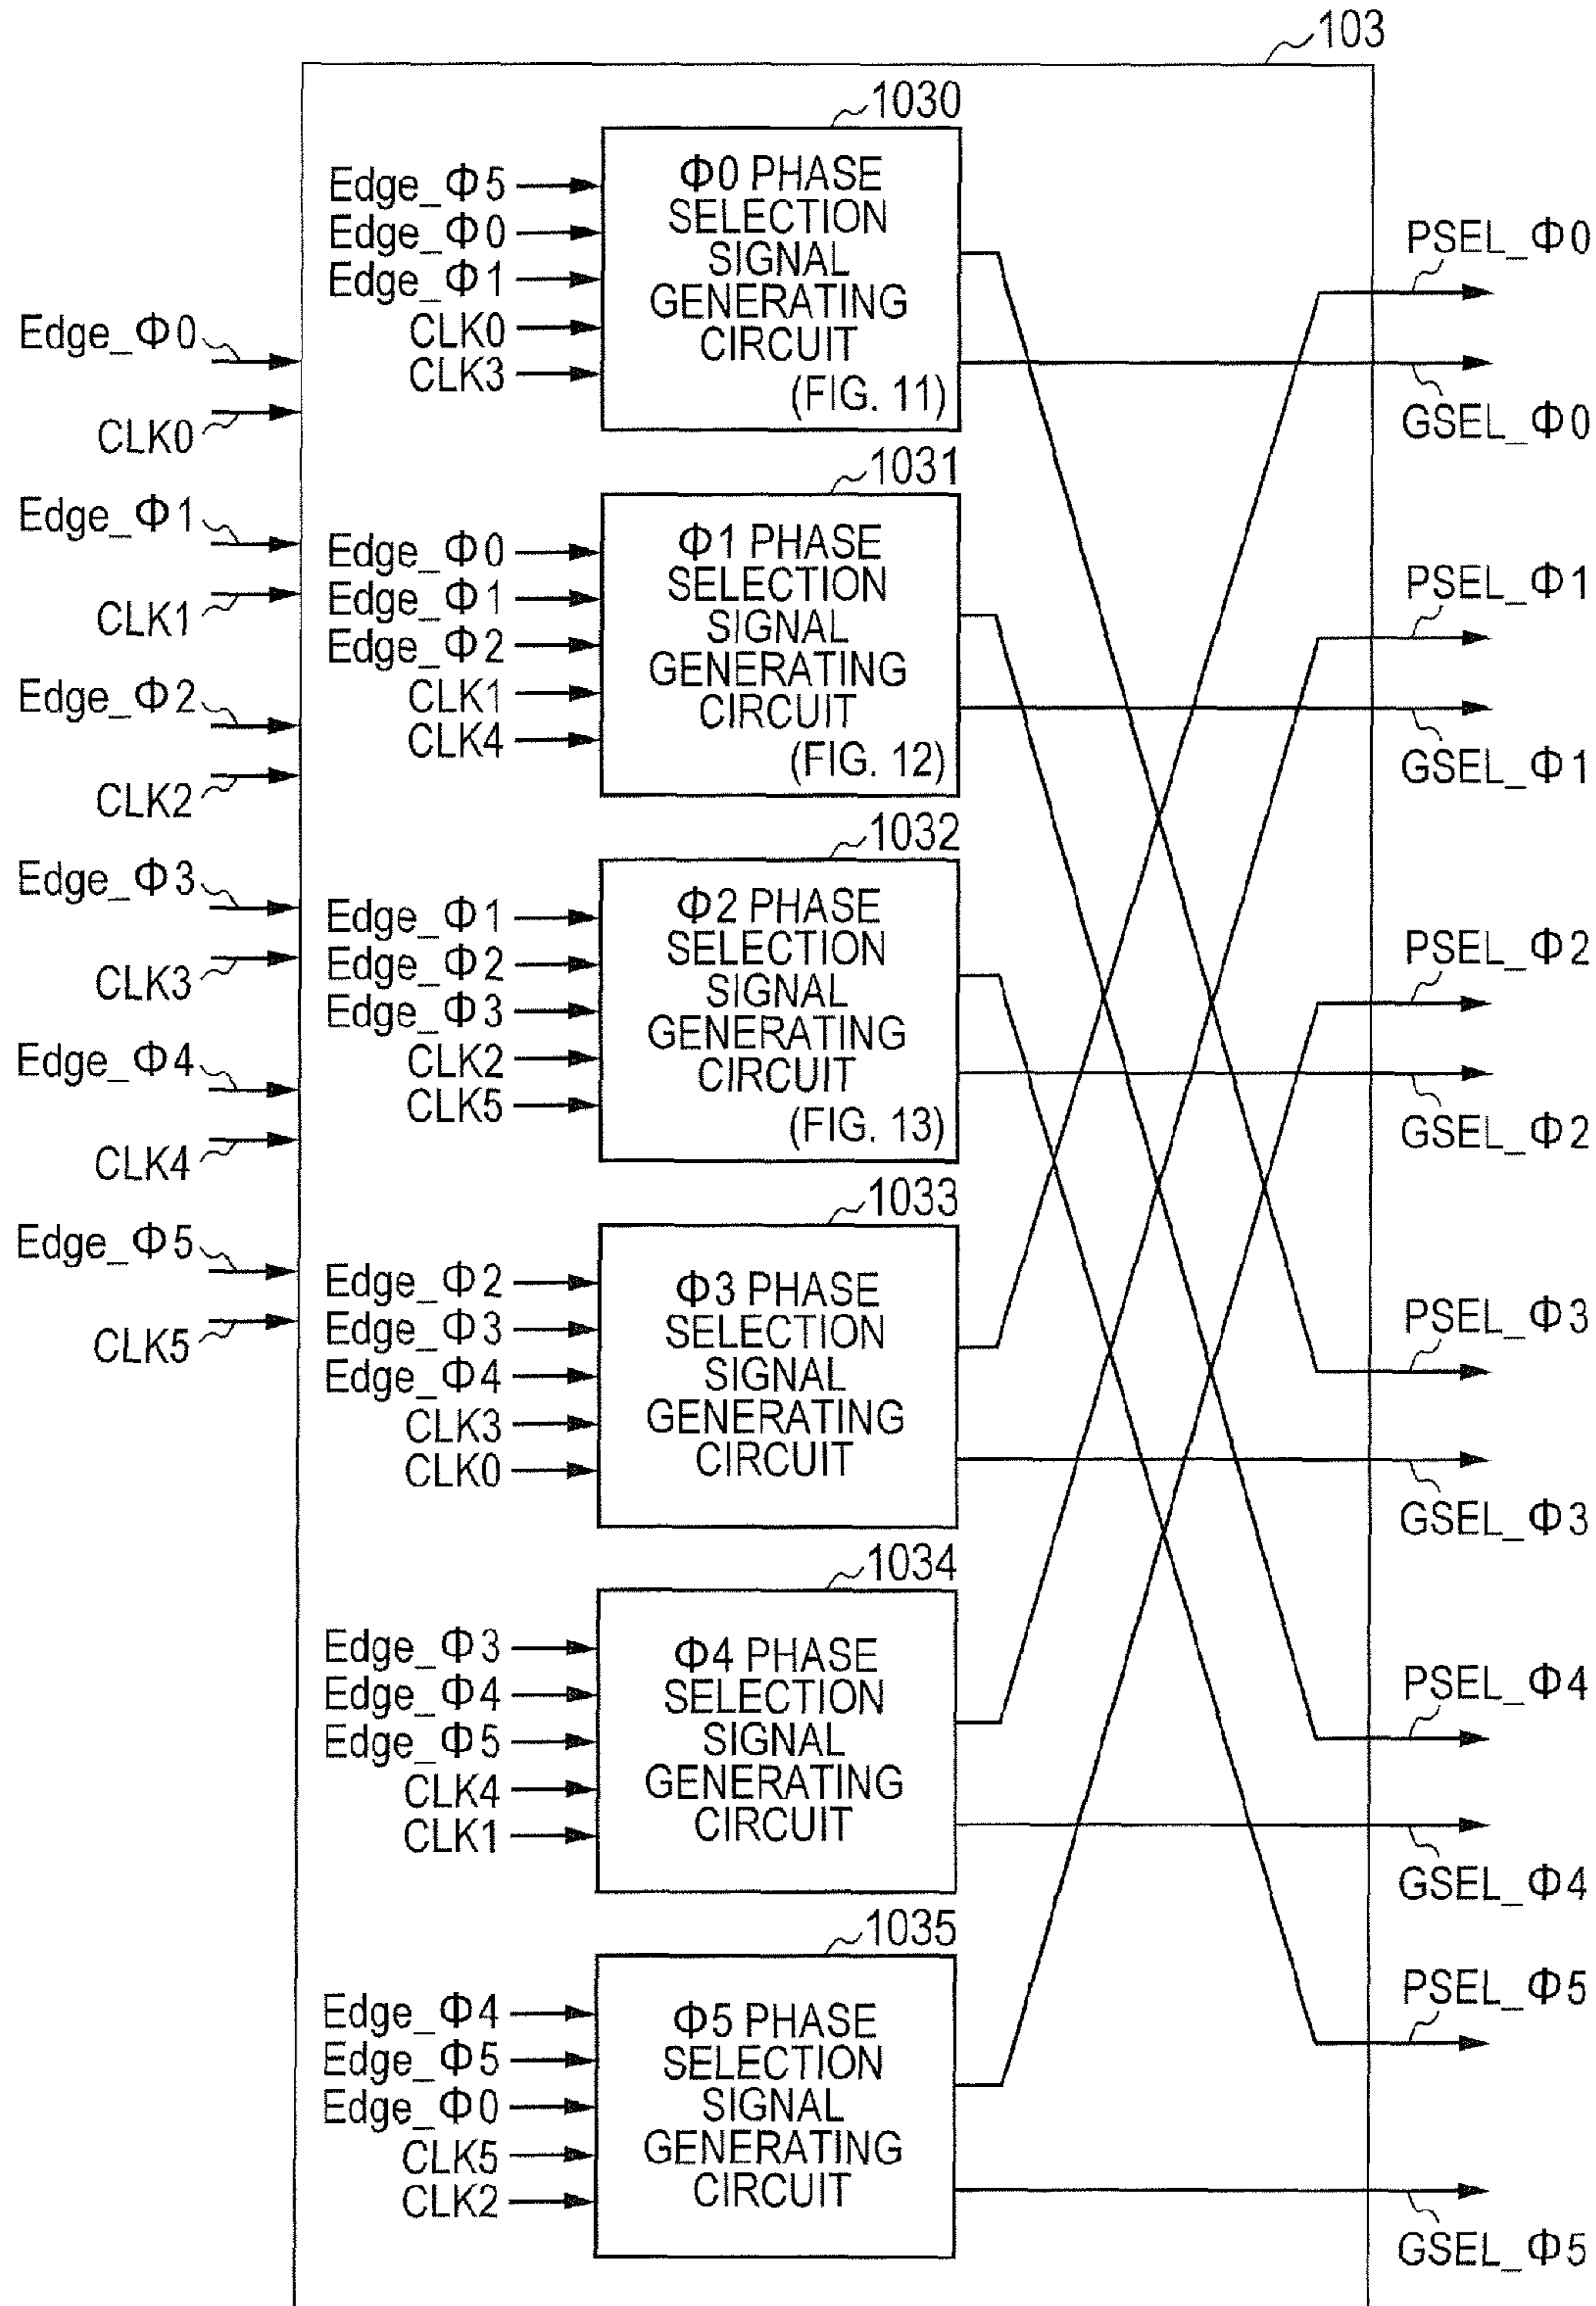 103
Edge_Φ0
CLK0
Edge_Φ1
CLK1
Edge_Φ2
CLK2
Edge_Φ3
CLK3
Edge_Φ4
CLK4
Edge_Φ5
CLK5
1030
Edge_Φ5
Edge_Φ0
Edge_Φ1
CLK0
CLK3
Φ0 PHASE
SELECTION
SIGNAL
GENERATING
CIRCUIT
(FIG. 11)
1031
Edge_Φ0
Edge_Φ1
Edge_Φ2
CLK1
CLK4
Φ1 PHASE
SELECTION
SIGNAL
GENERATING
CIRCUIT
(FIG. 12)
1032
Edge_Φ1
Edge_Φ2
Edge_Φ3
CLK2
CLK5
Φ2 PHASE
SELECTION
SIGNAL
GENERATING
CIRCUIT
(FIG. 13)
1033
Edge_Φ2
Edge_Φ3
Edge_Φ4
CLK3
CLK0
Φ3 PHASE
SELECTION
SIGNAL
GENERATING
CIRCUIT
1034
Edge_Φ3
Edge_Φ4
Edge_Φ5
CLK4
CLK1
Φ4 PHASE
SELECTION
SIGNAL
GENERATING
CIRCUIT
1035
Edge_Φ4
Edge_Φ5
Edge_Φ0
CLK5
CLK2
Φ5 PHASE
SELECTION
SIGNAL
GENERATING
CIRCUIT
PSEL_Φ0
GSEL_Φ0
PSEL_Φ1
GSEL_Φ1
PSEL_Φ2
GSEL_Φ2
PSEL_Φ3
GSEL_Φ3
PSEL_Φ4
GSEL_Φ4
PSEL_Φ5
GSEL_Φ5